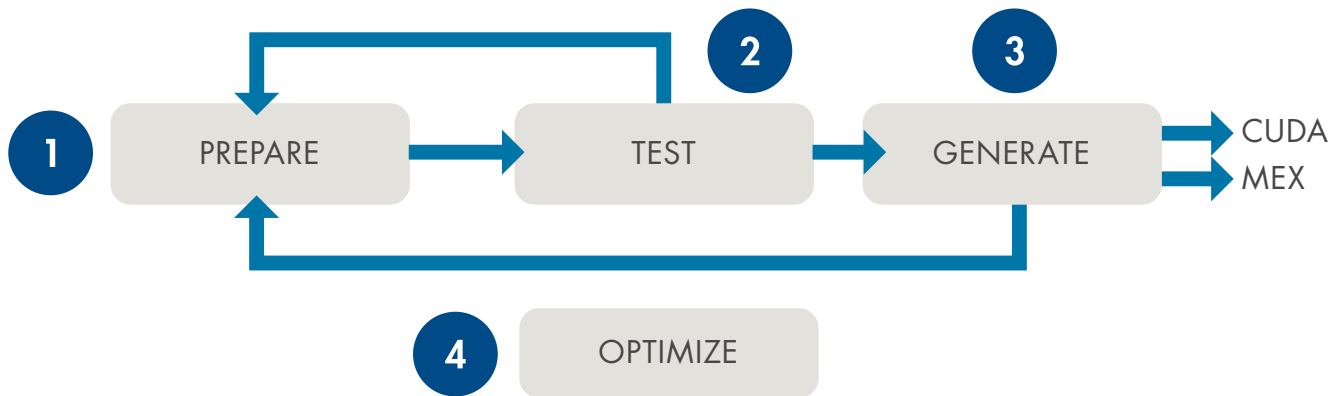 1
PREPARE
2
TEST
3
GENERATE
CUDA
MEX
4
OPTIMIZE